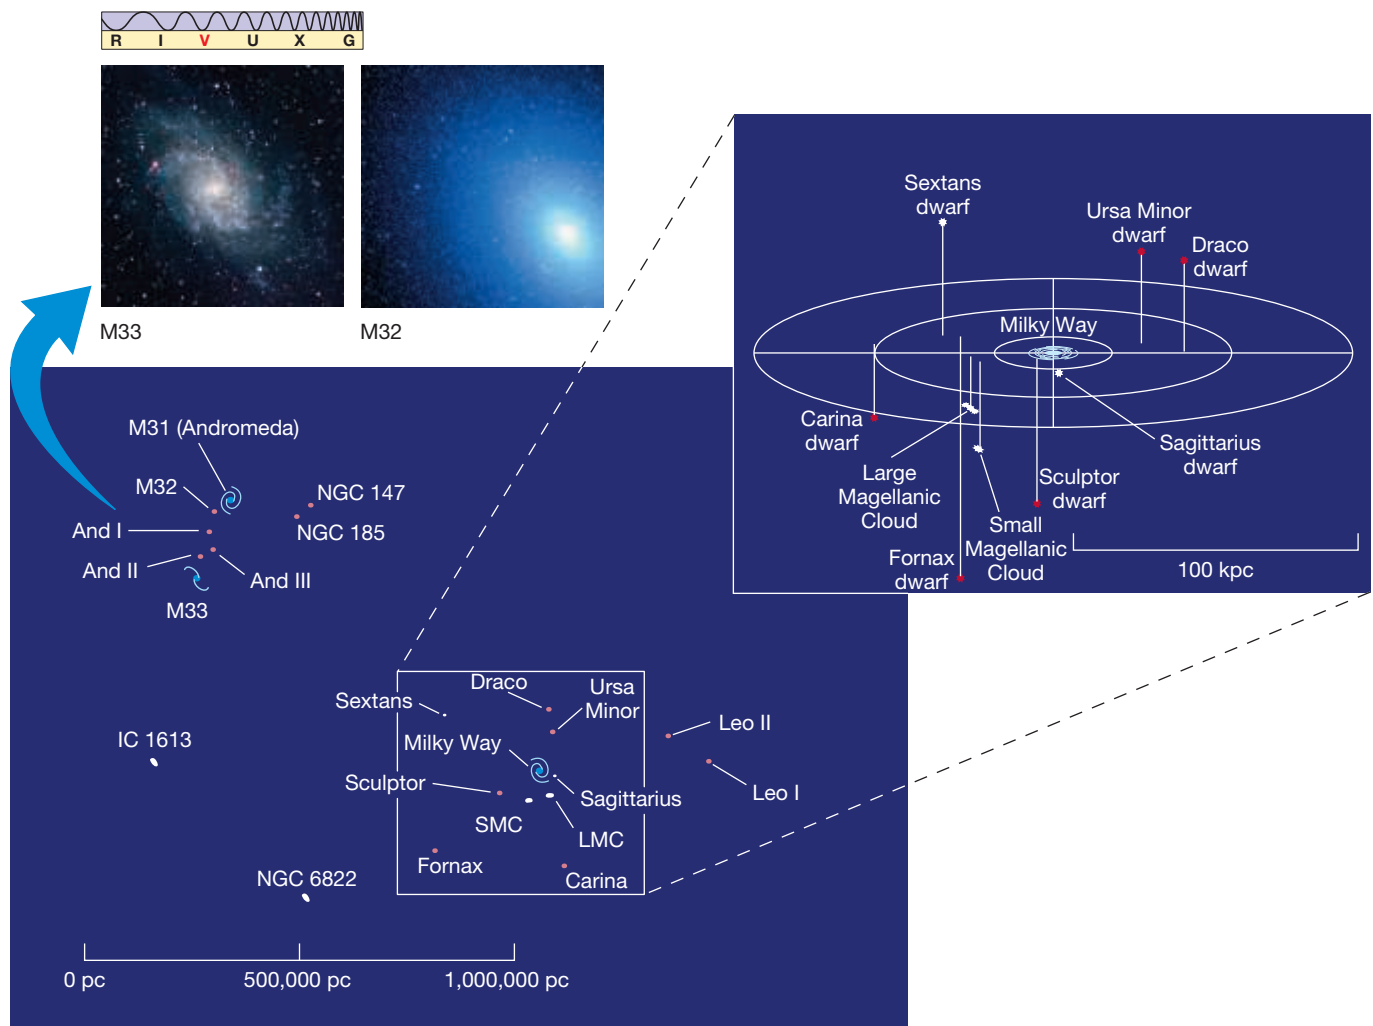 R I V U X G
M33
M32
Sextans
dwarf
Ursa Minor
dwarf
Draco
dwarf
Milky Way
Carina
dwarf
Large
Magellanic
Cloud
Sagittarius
dwarf
Sculptor
dwarf
Small
Magellanic
Cloud
Fornax
dwarf
100 kpc
M31 (Andromeda)
M32
NGC 147
NGC 185
And I
And II
And III
M33
Draco
Ursa
Minor
Sextans
Leo II
IC 1613
Milky Way
Sculptor
Sagittarius
Leo I
SMC
LMC
Fornax
Carina
NGC 6822
0 pc
500,000 pc
1,000,000 pc